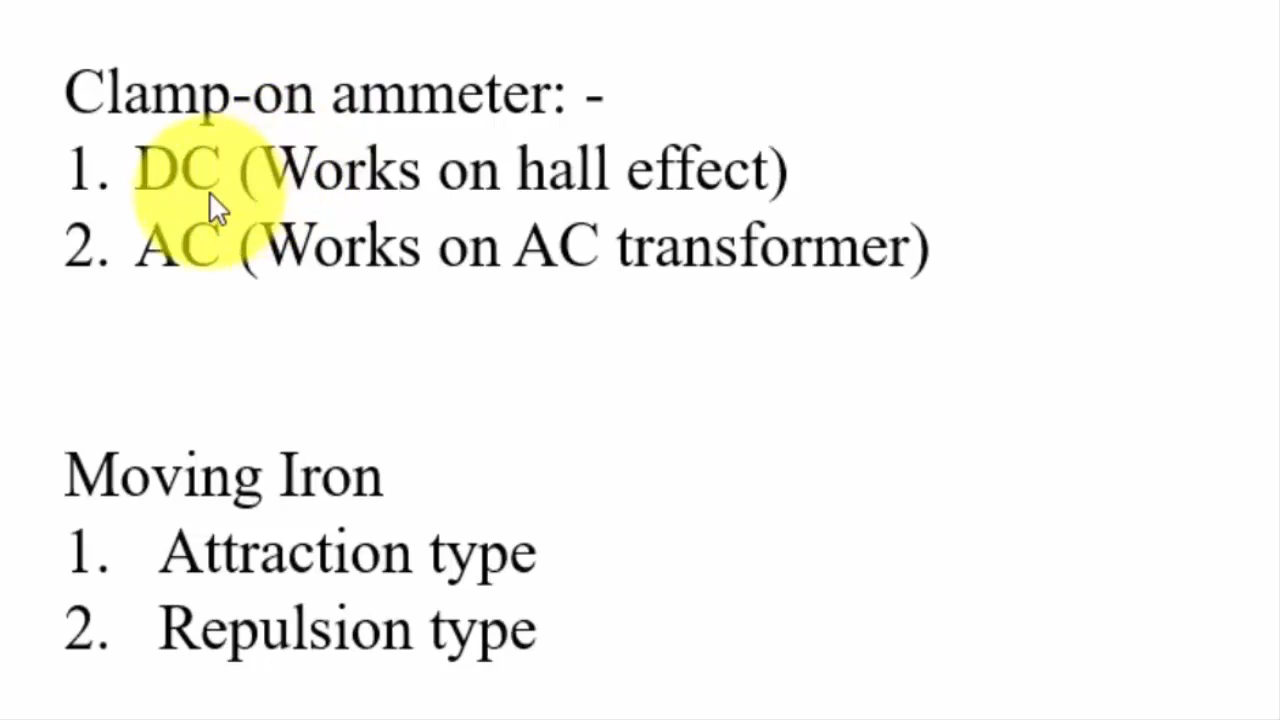 Clamp-on ammeter: -
1. DC (Works on hall effect)
2. AC (Works on AC transformer)
Moving Iron
1. Attraction type
2. Repulsion type